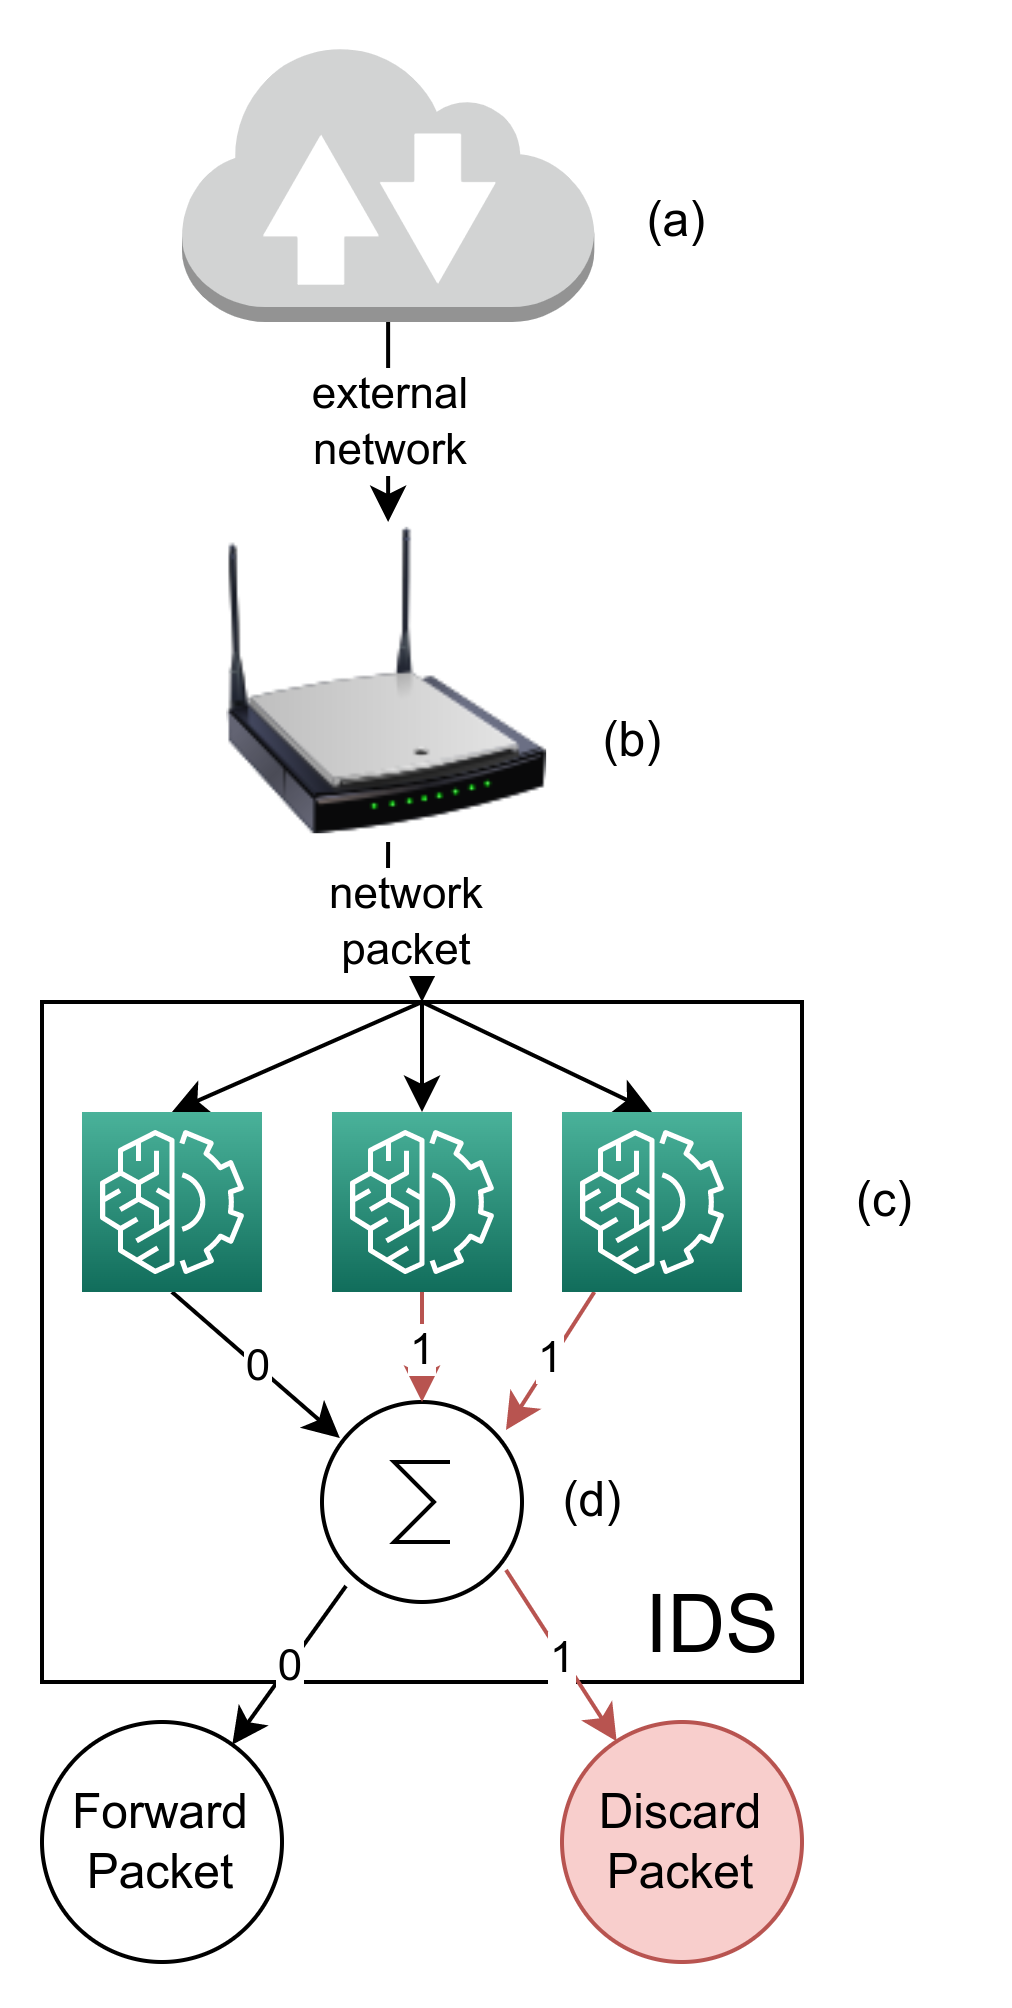 (a)
external
network
(b)
network
packet
(c)
0
1
1
∑
(d)
IDS
0
1
Forward
Packet
Discard
Packet